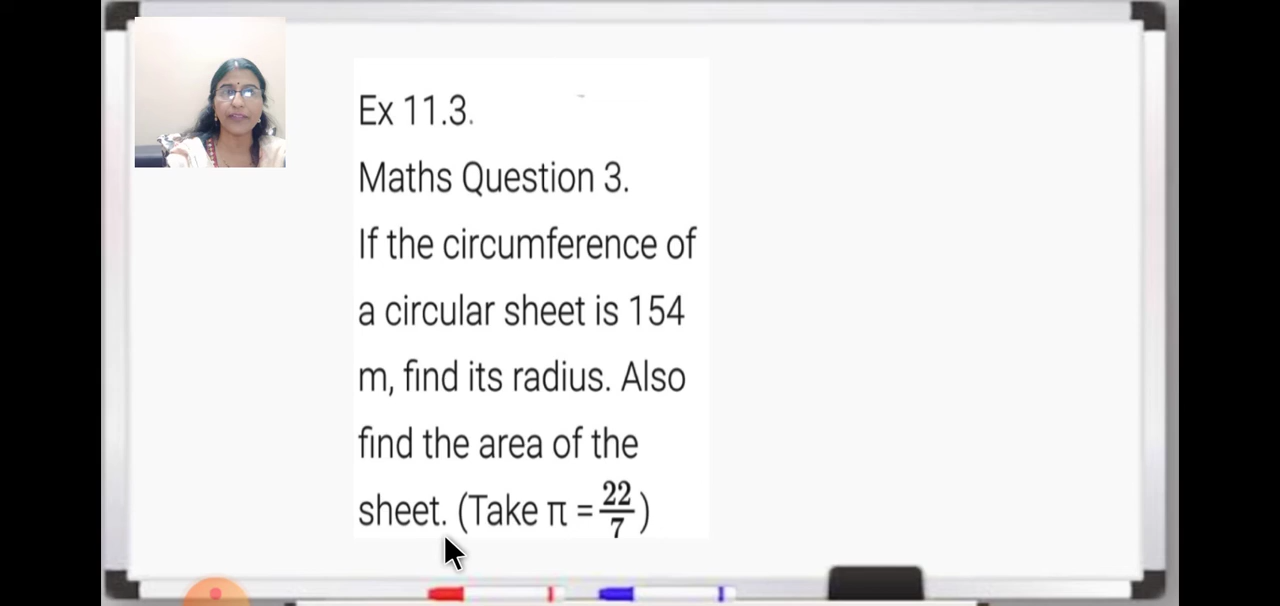 Ex 11.3.
Maths Question 3.
If the circumference of
a circular sheet is 154
m, find its radius. Also
find the area of the
sheet. (Take π = 22/7)